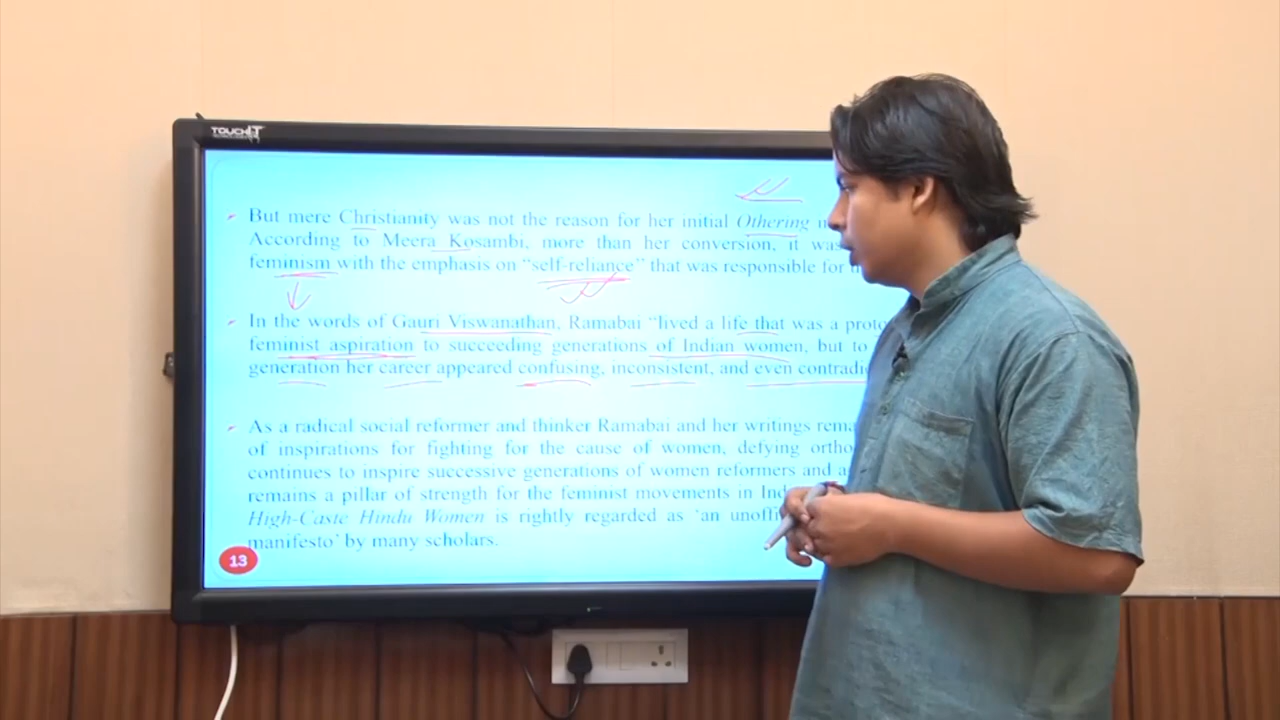 TOUCHIT
But mere Christianity was not the reason for her initial Othering
According to Meera Kosambi, more than her conversion, it was
feminism with the emphasis on “self-reliance” that was responsible for
In the words of Gauri Viswanathan, Ramabai “lived a life that was a proto
feminist aspiration to succeeding generations of Indian women, but to
generation her career appeared confusing, inconsistent, and even contradic
As a radical social reformer and thinker Ramabai and her writings rema
of inspirations for fighting for the cause of women, defying ortho
continues to inspire successive generations of women reformers and a
remains a pillar of strength for the feminist movements in Ind
High-Caste Hindu Women is rightly regarded as ‘an unoffi
manifesto’ by many scholars.
13